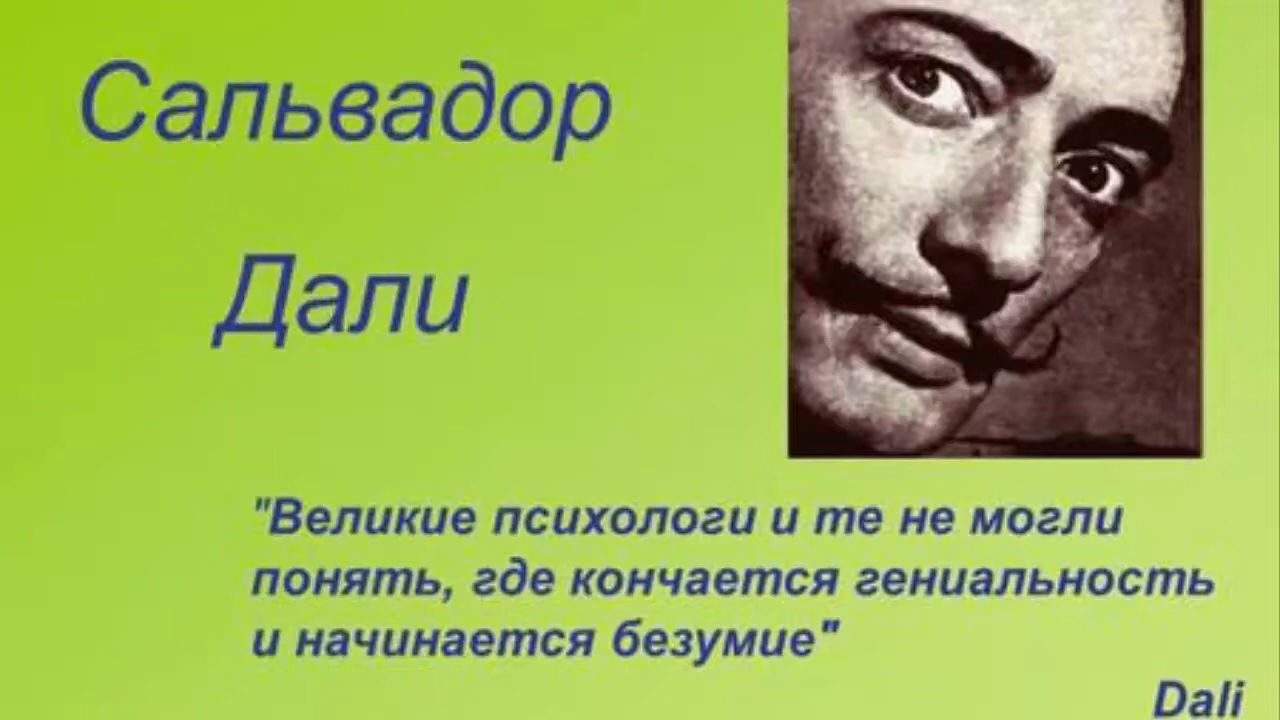 Сальвадор
Дали
"Великие психологи и те не могли
понять, где кончается гениальность
и начинается безумие"
Dali